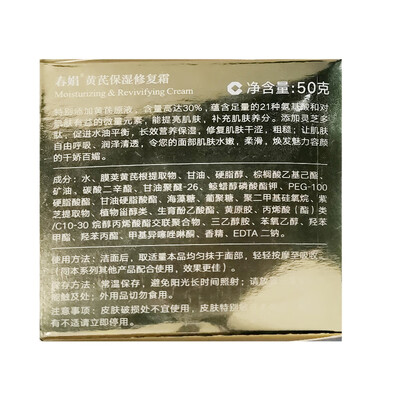 春娟® 黄芪保湿修复霜
Moisturizing & Revivifying Cream
净含量:50克
特别添加黄芪原液，含量高达30%，蕴含足量的21种氨基酸和对
肌肤有益的微量元素，能提亮肌肤，补充肌肤养分。添加灵芝多
肽，促进水油平衡，长效营养保湿，修复肌肤干涩，粗糙；让肌肤
自由呼吸、润泽清透，令您的面部肌肤水嫩，柔滑，焕发魅力容颜
的千娇百媚。
成分：水、膜荚黄芪根提取物、甘油、硬脂醇、棕榈酸乙基己酯、
矿油、碳酸二辛酯、甘油聚醚-26、鲸蜡醇磷酸酯钾、PEG-100
硬脂酸酯、甘油硬脂酸酯、海藻糖、葡聚糖、聚二甲基硅氧烷、紫
芝提取物、植物甾醇类、生育酚乙酸酯、黄原胶、丙烯酸（酯）类
/C10-30 烷醇丙烯酸酯交联聚合物、三乙醇胺、苯氧乙醇、羟苯
甲酯、羟苯丙酯、甲基异噻唑啉酮、香精、EDTA 二钠。
使用方法：洁面后，取适量本品均匀抹于面部，轻轻按摩至吸收。
（同本系列其他产品配合使用，效果更佳）。
保存方法：常温保存，避免阳光长时间照射；请
能触及处；外用品切勿食用。
注意事项：皮肤破损处不宜使用，皮肤特别
有不适请立即停用。